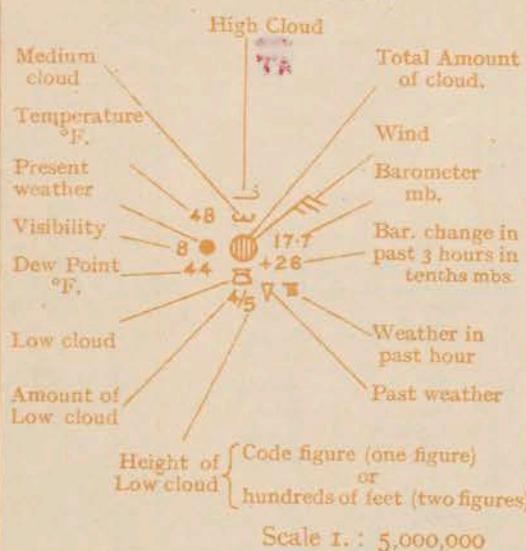 High Cloud
Medium cloud
Total Amount of cloud.
Temperature °F.
Wind
Present weather
Barometer mb.
48
Visibility
8
17·7
Bar. change in past 3 hours in tenths mbs.
Dew Point °F.
44
+26
4/5
Low cloud
Weather in past hour
Amount of Low cloud
Past weather
Height of Low cloud
Code figure (one figure)
or
hundreds of feet (two figures)
Scale 1. : 5,000,000